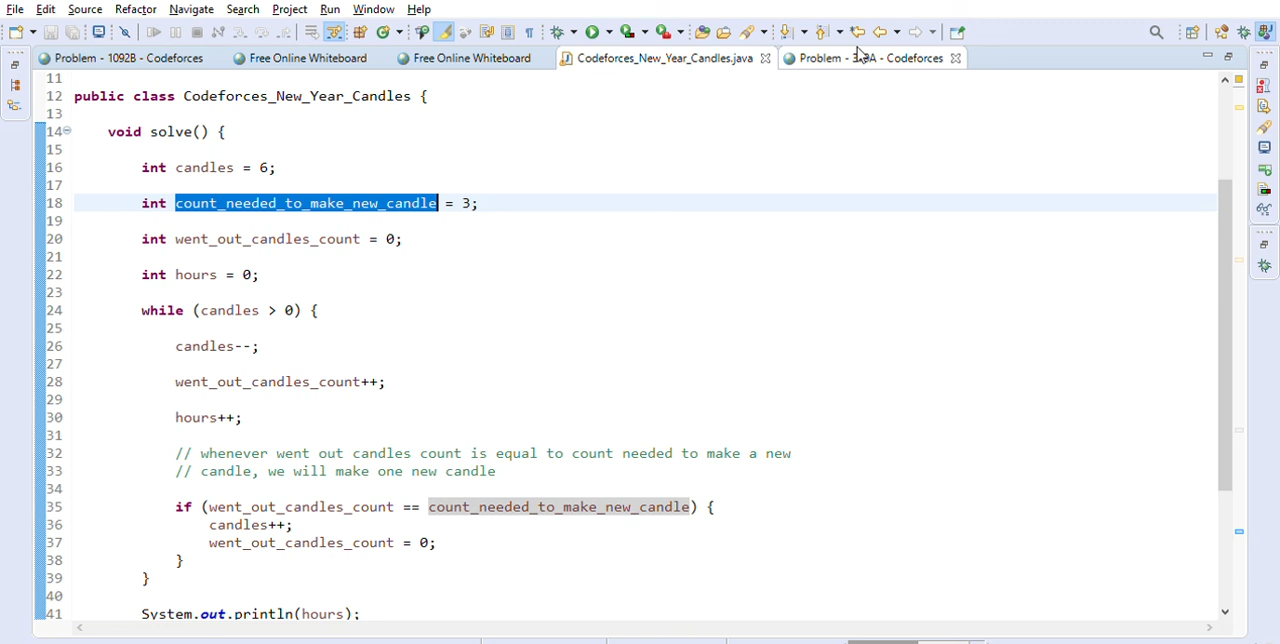 File Edit Source Refactor Navigate Search Project Run Window Help
Problem - 1092B - Codeforces Free Online Whiteboard Free Online Whiteboard Codeforces_New_Year_Candles.java Problem - A - Codeforces
11
12 public class Codeforces_New_Year_Candles {
13
14 void solve() {
15
16 int candles = 6;
17
18 int count_needed_to_make_new_candle = 3;
19
20 int went_out_candles_count = 0;
21
22 int hours = 0;
23
24 while (candles > 0) {
25
26 candles--;
27
28 went_out_candles_count++;
29
30 hours++;
31
32 // whenever went out candles count is equal to count needed to make a new
33 // candle, we will make one new candle
34
35 if (went_out_candles_count == count_needed_to_make_new_candle) {
36 candles++;
37 went_out_candles_count = 0;
38 }
39 }
40
41 System.out.println(hours);